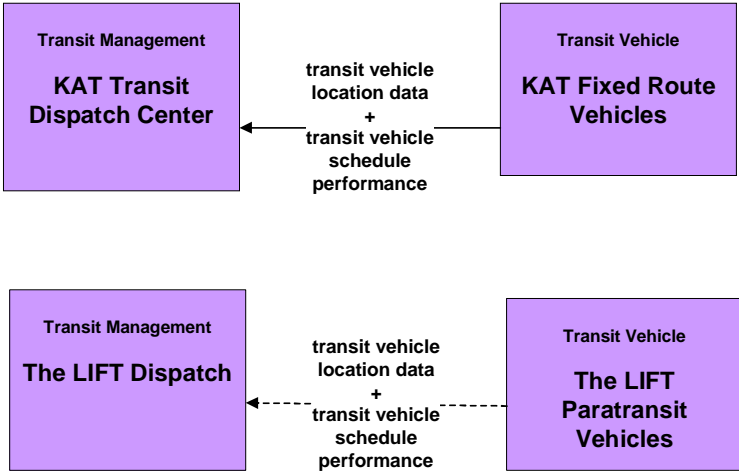 Transit Management
KAT Transit
Dispatch Center
transit vehicle
location data
+
transit vehicle
schedule
performance
Transit Vehicle
KAT Fixed Route
Vehicles
Transit Management
The LIFT Dispatch
transit vehicle
location data
+
transit vehicle
schedule
performance
Transit Vehicle
The LIFT
Paratransit
Vehicles